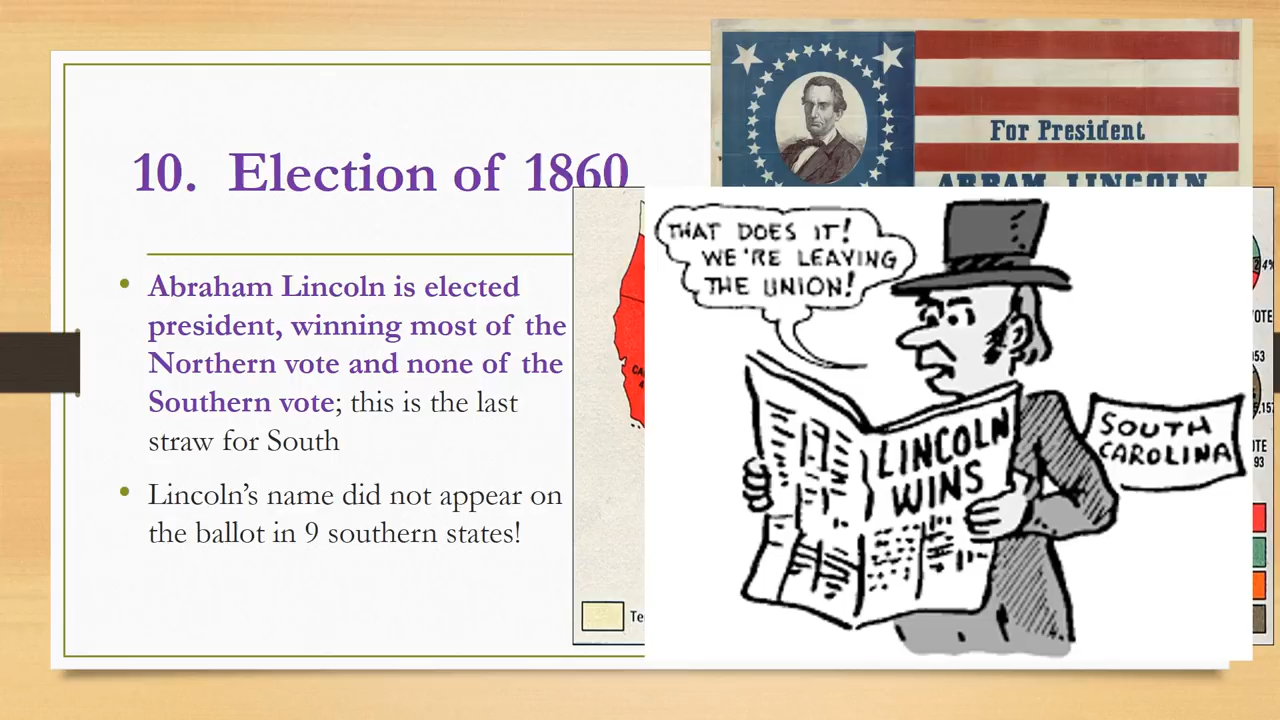 10. Election of 1860
• Abraham Lincoln is elected
president, winning most of the
Northern vote and none of the
Southern vote; this is the last
straw for South
• Lincoln’s name did not appear on
the ballot in 9 southern states!
For President
ABRAM LINCOLN
THAT DOES IT!
WE'RE LEAVING
THE UNION!
LINCOLN
WINS
SOUTH
CAROLINA